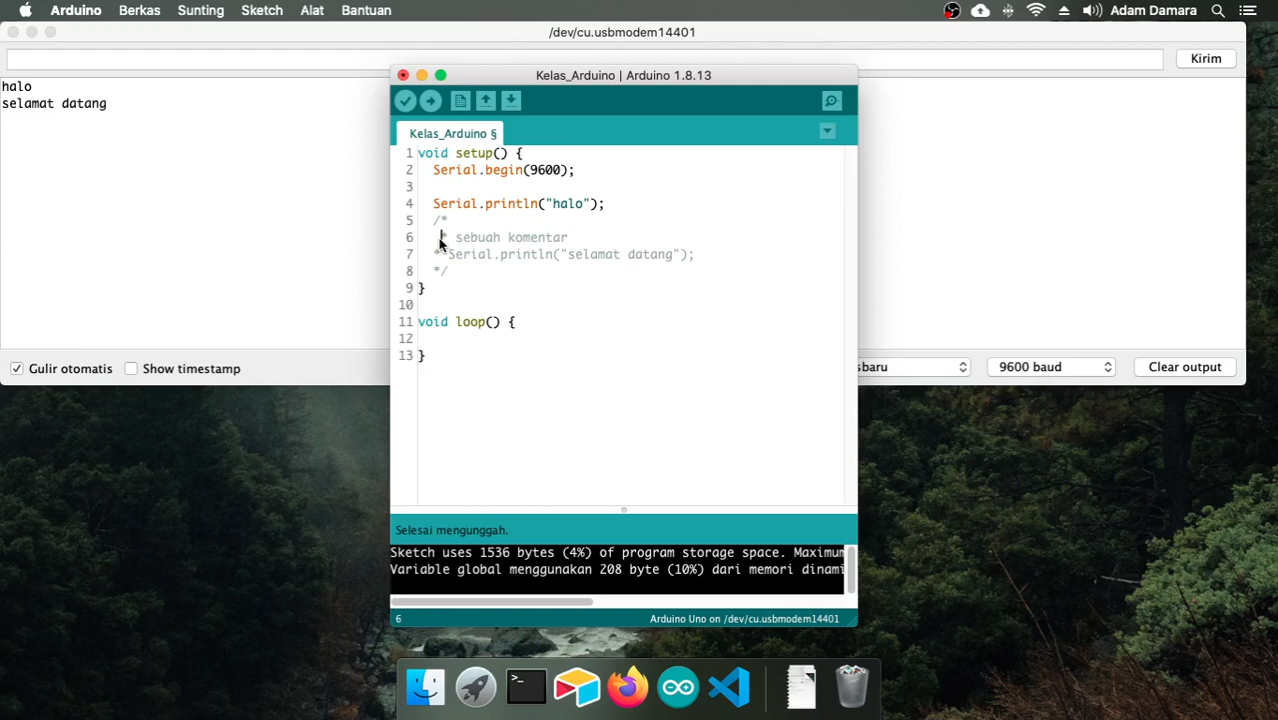 Arduino Berkas Sunting Sketch Alat Bantuan Adam Damara
/dev/cu.usbmodem14401
Kirim
halo
selamat datang
Kelas_Arduino | Arduino 1.8.13
Kelas_Arduino §
1 void setup() {
2 Serial.begin(9600);
3
4 Serial.println("halo");
5 /*
6 * sebuah komentar
7 * Serial.println("selamat datang");
8 */
9 }
10
11 void loop() {
12
13 }
Gulir otomatis Show timestamp
sbaru 9600 baud Clear output
Selesai mengunggah.
Sketch uses 1536 bytes (4%) of program storage space. Maximum
Variable global menggunakan 208 byte (10%) dari memori dinami
6 Arduino Uno on /dev/cu.usbmodem14401